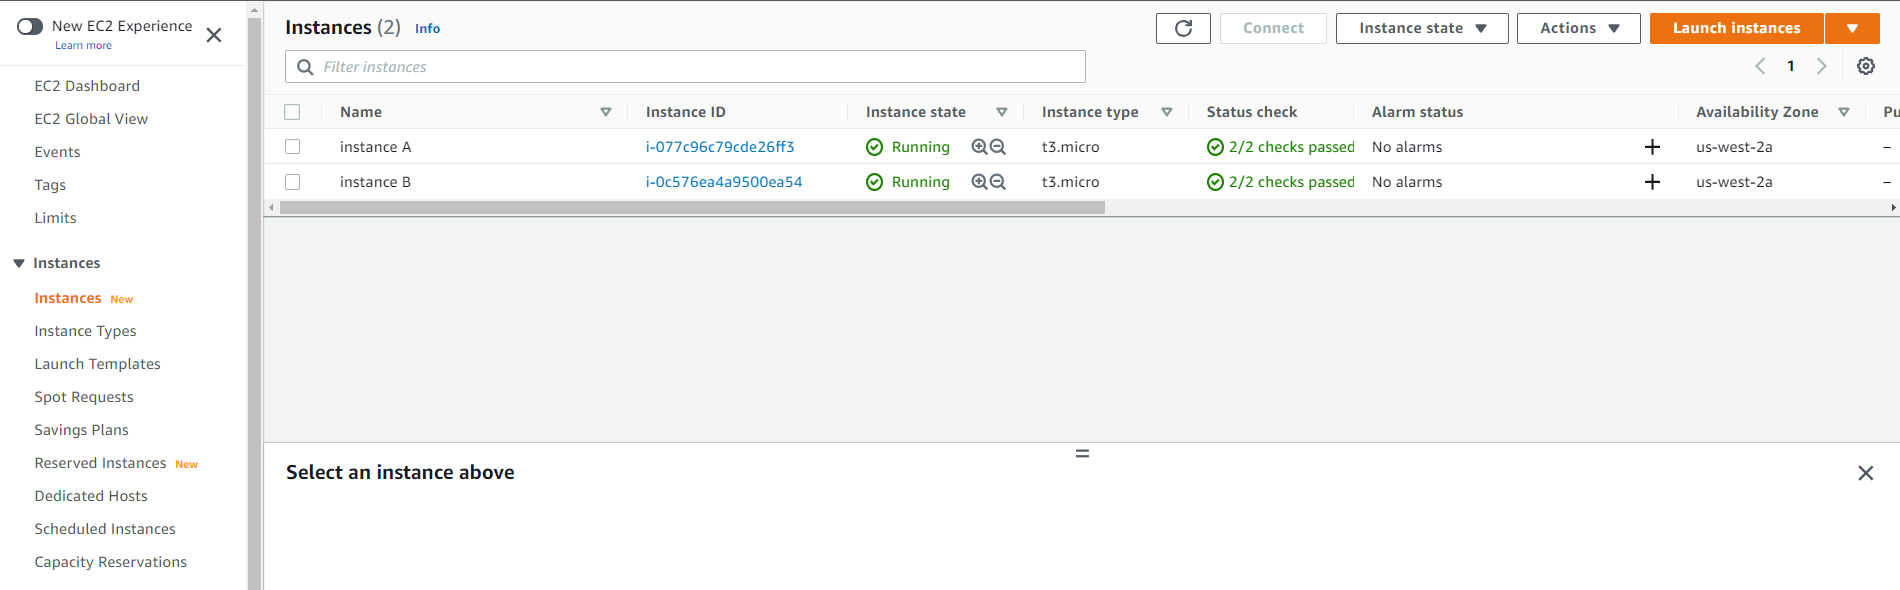 New EC2 Experience
Learn more
EC2 Dashboard
EC2 Global View
Events
Tags
Limits
Instances
Instances New
Instance Types
Launch Templates
Spot Requests
Savings Plans
Reserved Instances New
Dedicated Hosts
Scheduled Instances
Capacity Reservations
Instances (2) Info
Connect Instance state Actions Launch instances
Filter instances
1
Name Instance ID Instance state Instance type Status check Alarm status Availability Zone Pu
instance A i-077c96c79cde26ff3 Running t3.micro 2/2 checks passed No alarms + us-west-2a –
instance B i-0c576ea4a9500ea54 Running t3.micro 2/2 checks passed No alarms + us-west-2a –
Select an instance above